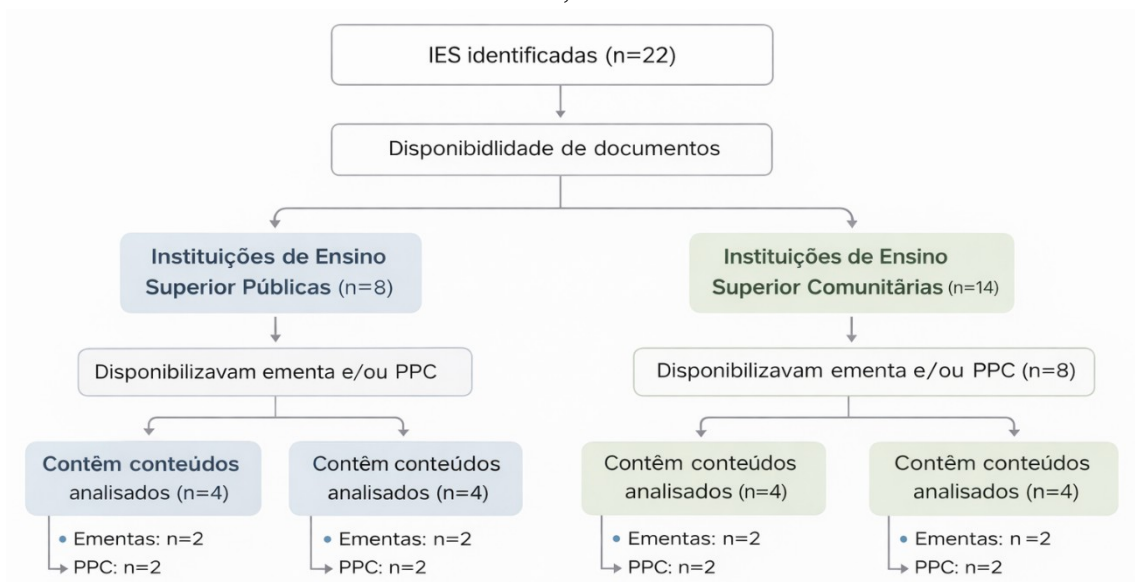 IES identificadas (n=22)
Disponibidlidade de documentos
Instituições de Ensino
Superior Públicas (n=8)
Instituições de Ensino
Superior Comunitârias (n=14)
Disponibilizavam ementa e/ou PPC
Disponibilizavam ementa e/ou PPC (n=8)
Contêm conteúdos
analisados (n=4)
Contêm conteúdos
analisados (n=4)
Contêm conteúdos
analisados (n=4)
Contêm conteúdos
analisados (n=4)
• Ementas: n=2
PPC: n=2
• Ementas: n=2
PPC: n=2
• Ementas: n=2
PPC: n=2
• Ementas: n =2
PPC: n=2